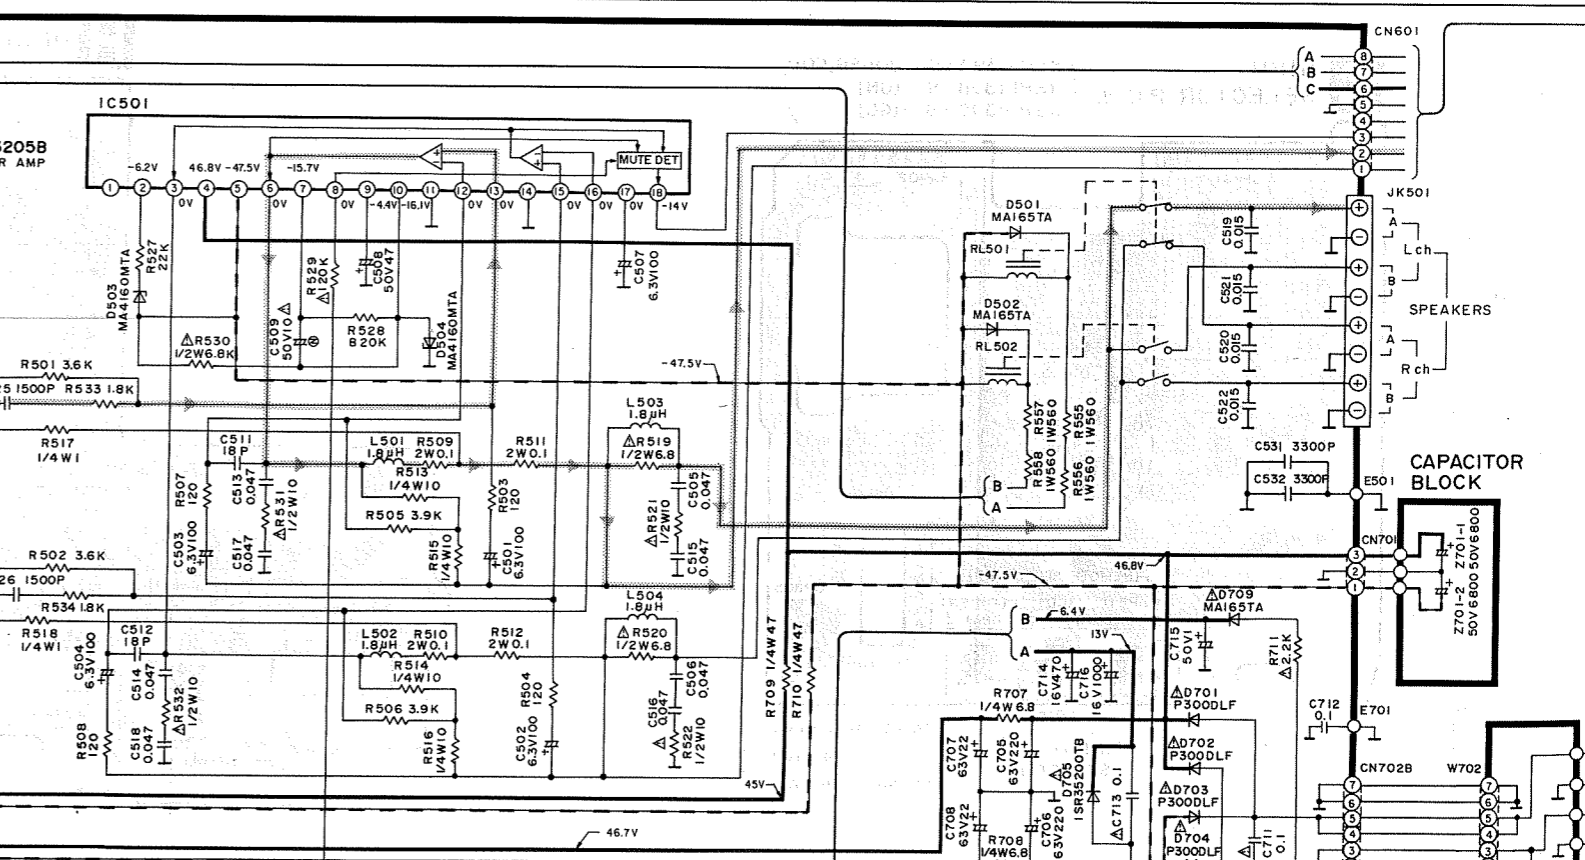 CN601
A
B
C
8
7
6
5
4
3
2
1
IC501
5205B
R AMP
-6.2V
46.8V
-47.5V
-15.7V
MUTE DET
1
2
3
4
5
6
7
8
9
10
11
12
13
14
15
16
17
18
0V
0V
0V
-4.4V
-16.1V
0V
0V
0V
0V
0V
-14V
JK501
A
B
L ch
A
B
R ch
SPEAKERS
D501
MA165TA
RL501
D502
MA165TA
RL502
C519
0.015
C521
0.015
C520
0.015
C522
0.015
D503
MA4160MTA
R527
22K
R529
120K
C508
50V47
C507
6.3V100
C509
50V10
R528
820K
D504
MA4160MTA
R530
1/2W6.8K
-47.5V
R501 3.6K
25 1500P
R533 1.8K
R517
1/4W1
R557
1W560
R555
1W560
R558
1W560
R556
1W560
B
A
L503
1.8μH
R519
1/2W6.8
C511
18P
L501
1.8μH
R509
2W0.1
R511
2W0.1
R513
1/4W10
R505 3.9K
R507
120
C513
0.047
R531
1/2W10
C503
6.3V100
C517
0.047
R515
1/4W10
R503
120
C501
6.3V100
C505
0.047
R521
1/2W10
C515
0.047
C531 3300P
C532 3300P
E501
CAPACITOR
BLOCK
CN701
3
2
1
Z701-1
50V6800
Z701-2
50V6800
46.8V
-47.5V
R502 3.6K
26 1500P
R534 1.8K
R518
1/4W1
L504
1.8μH
R520
1/2W6.8
C504
6.3V100
C512
18P
L502
1.8μH
R510
2W0.1
R512
2W0.1
R514
1/4W10
R506 3.9K
C514
0.047
R532
1/2W10
R508
120
C518
0.047
R516
1/4W10
R504
120
C502
6.3V100
C506
0.047
C516
0.047
R522
1/2W10
R709 1/4W47
R710 1/4W47
B
6.4V
A
13V
D709
MA165TA
C715
50V1
R711
2.2K
C714
16V470
C716
16V1000
R707
1/4W6.8
D701
P300DLF
D702
P300DLF
D703
P300DLF
D704
P300DLF
C707
63V22
C705
63V220
D705
1SR35200TB
C713 0.1
C708
63V22
C706
63V220
R708
1/4W6.8
C711
0.1
C712
0.1
E701
45V
46.7V
CN702B
7
6
5
4
3
W702
7
6
5
4
3